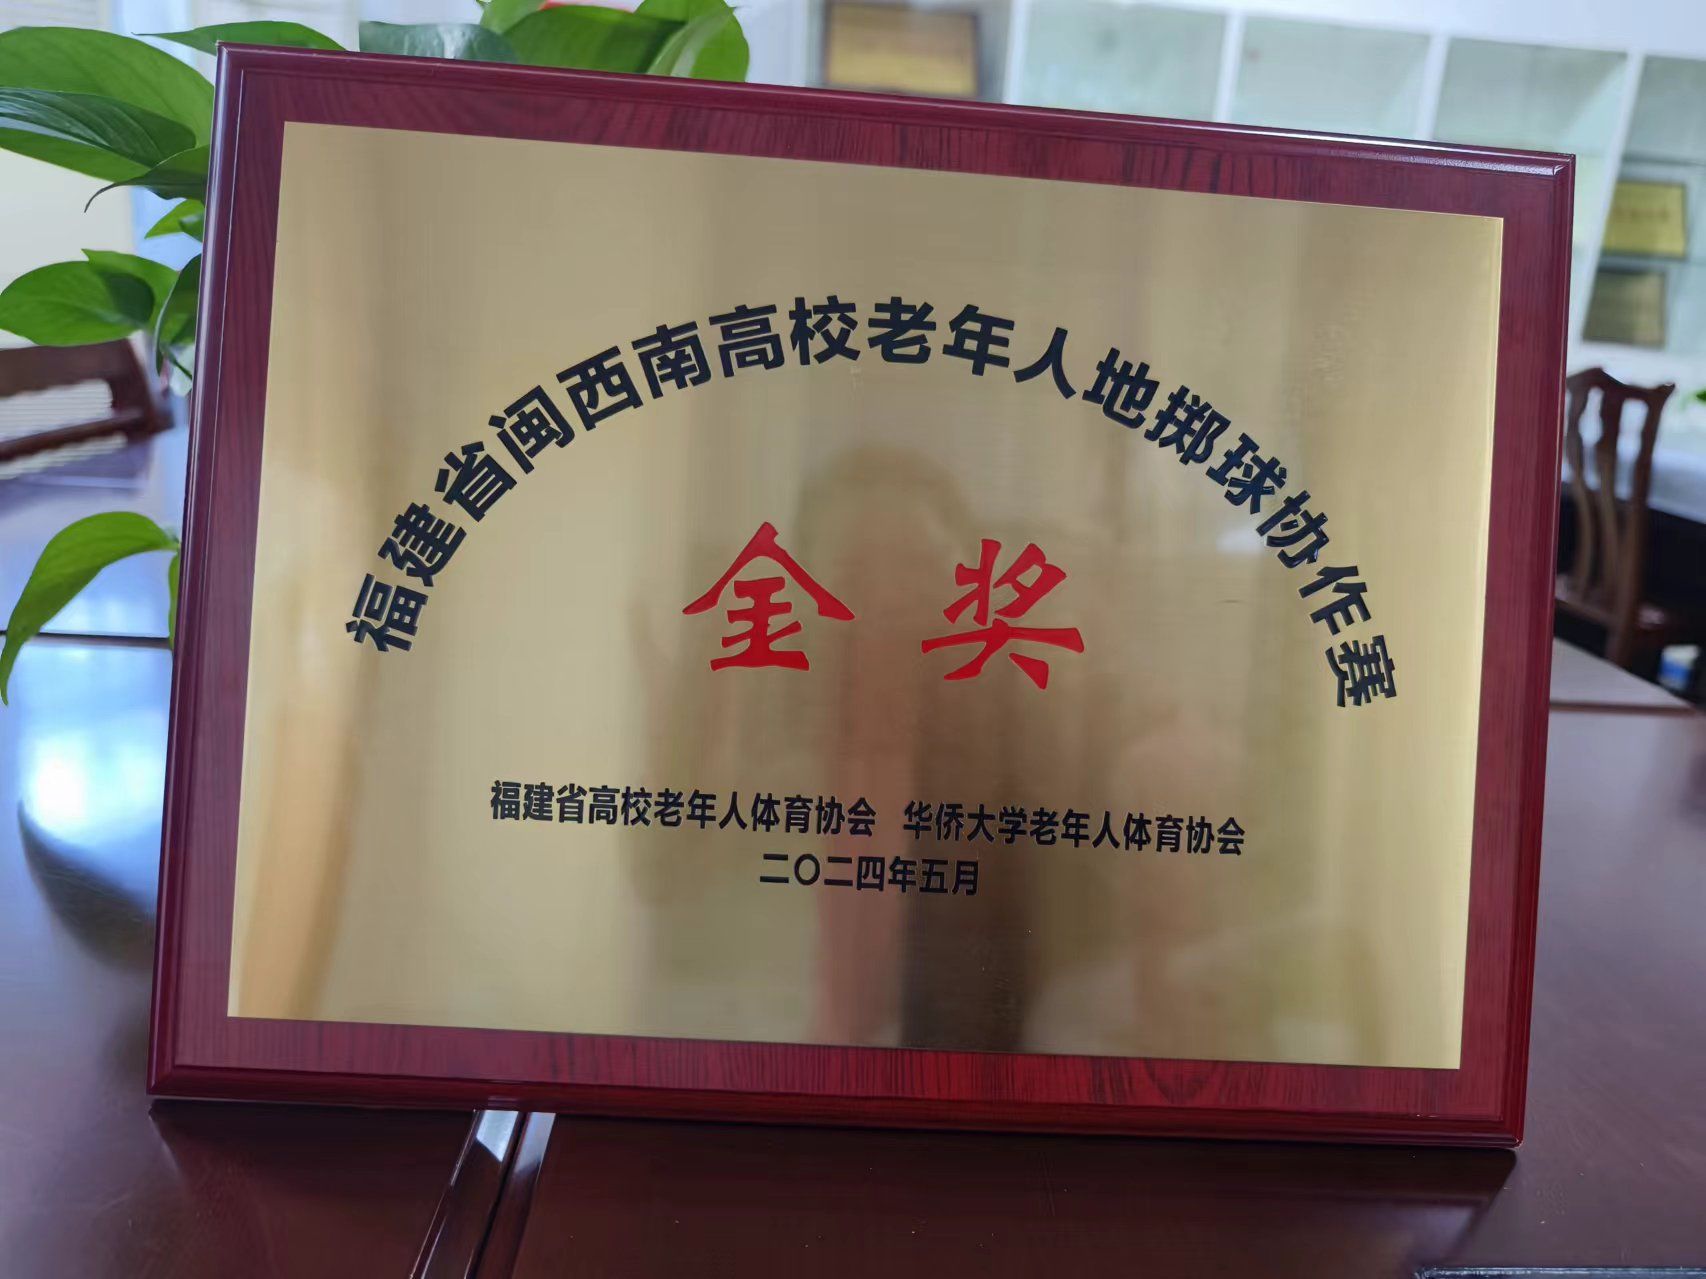 福建省闽西南高校老年人地掷球协作赛
金奖
福建省高校老年人体育协会 华侨大学老年人体育协会
二〇二四年五月